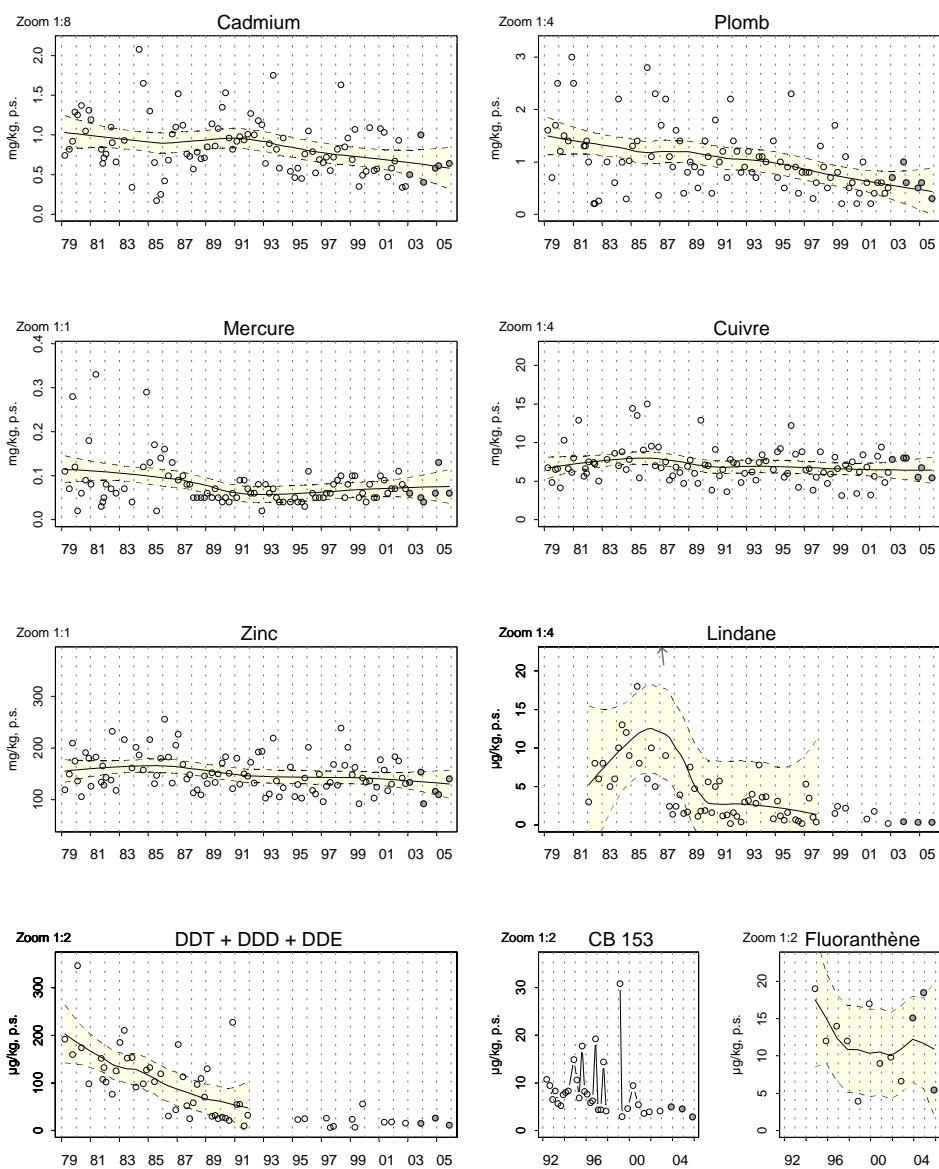 Zoom 1:8 Cadmium
mg/kg, p.s.
2.0
1.5
1.0
0.5
0.0
79 81 83 85 87 89 91 93 95 97 99 01 03 05
Zoom 1:4 Plomb
mg/kg, p.s.
3
2
1
0
79 81 83 85 87 89 91 93 95 97 99 01 03 05
Zoom 1:1 Mercure
mg/kg, p.s.
0.4
0.3
0.2
0.1
0.0
79 81 83 85 87 89 91 93 95 97 99 01 03 05
Zoom 1:4 Cuivre
mg/kg, p.s.
20
15
10
5
0
79 81 83 85 87 89 91 93 95 97 99 01 03 05
Zoom 1:1 Zinc
mg/kg, p.s.
300
200
100
79 81 83 85 87 89 91 93 95 97 99 01 03 05
Zoom 1:4 Lindane
µg/kg, p.s.
20
15
10
5
0
79 81 83 85 87 89 91 93 95 97 99 01 03 05
Zoom 1:2 DDT + DDD + DDE
µg/kg, p.s.
300
200
100
0
79 81 83 85 87 89 91 93 95 97 99 01 03 05
Zoom 1:2 CB 153
µg/kg, p.s.
30
20
10
0
92 96 00 04
Zoom 1:2 Fluoranthène
µg/kg, p.s.
20
15
10
5
0
92 96 00 04